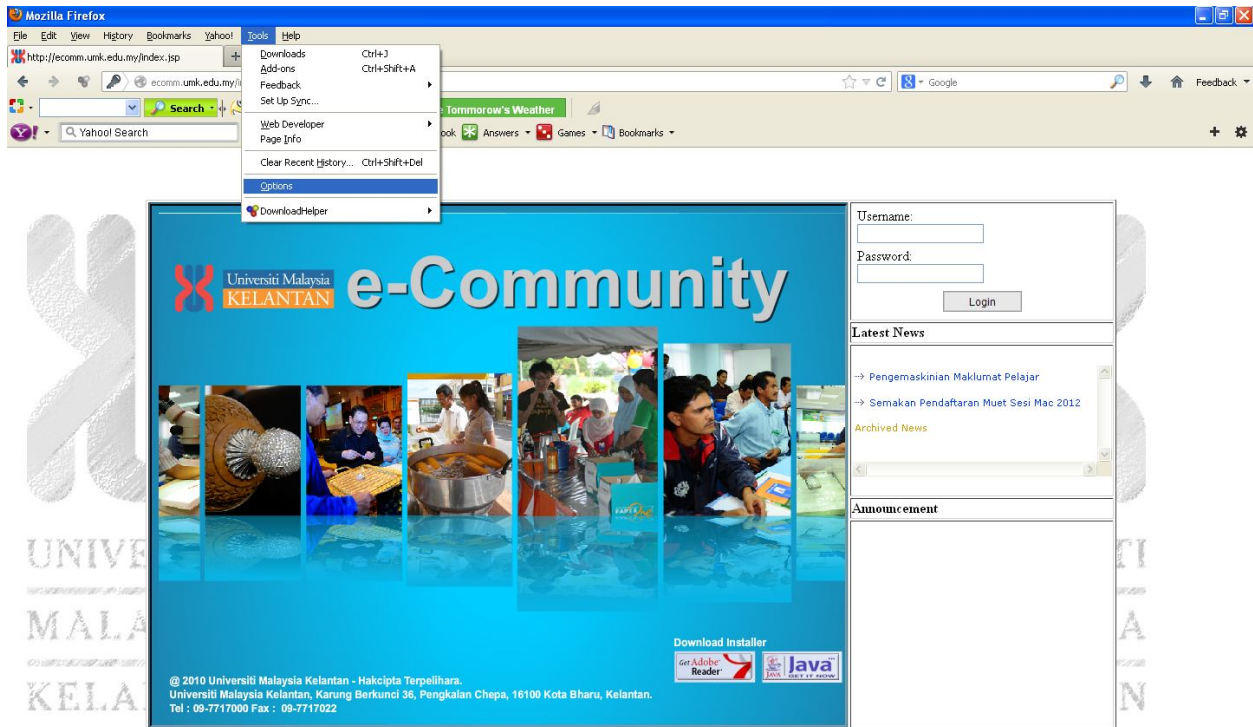 Mozilla Firefox
File Edit View History Bookmarks Yahoo! Tools Help
http://ecomm.umk.edu.my/index.jsp +
Downloads Ctrl+J
Add-ons Ctrl+Shift+A
Feedback
Set Up Sync...
Web Developer
Page Info
Clear Recent History... Ctrl+Shift+Del
Options
DownloadHelper
ecomm.umk.edu.my/
Google
Feedback
Search
Tommorow's Weather
Yahoo! Search
Answers Games Bookmarks
Universiti Malaysia
KELANTAN
e-Community
Username:
Password:
Login
Latest News
--> Pengemaskinian Maklumat Pelajar
--> Semakan Pendaftaran Muet Sesi Mac 2012
Archived News
Announcement
Download Installer
Get Adobe Reader
Java
GET IT NOW
@ 2010 Universiti Malaysia Kelantan - Hakcipta Terpelihara.
Universiti Malaysia Kelantan, Karung Berkunci 36, Pengkalan Chepa, 16100 Kota Bharu, Kelantan.
Tel : 09-7717000 Fax : 09-7717022